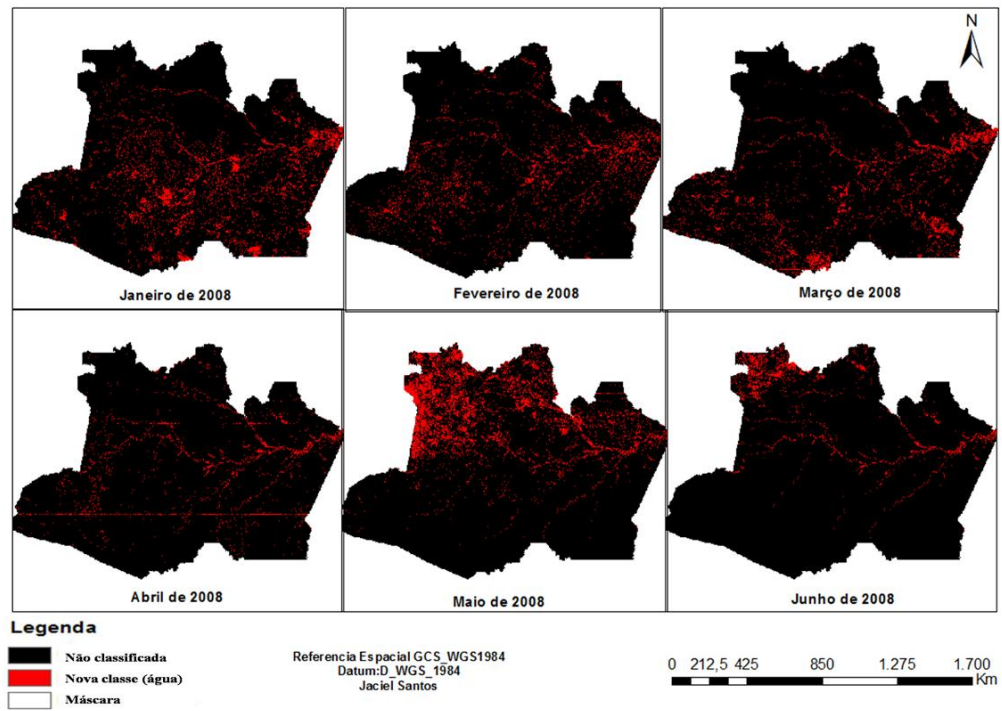 N
Janeiro de 2008
Fevereiro de 2008
Março de 2008
Abril de 2008
Maio de 2008
Junho de 2008
Legenda
Não classificada
Nova classe (água)
Máscara
Referencia Espacial GCS_WGS1984
Datum:D_WGS_1984
Jaciel Santos
0 212,5 425 850 1.275 1.700
Km